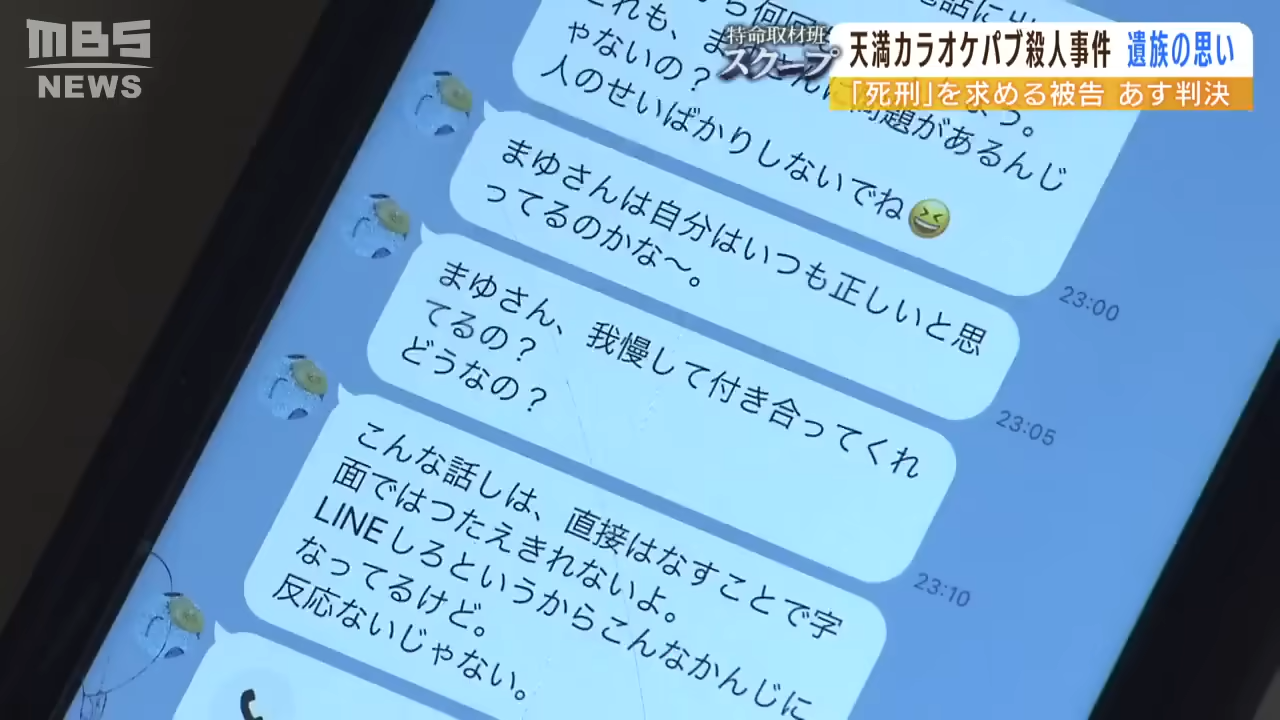 MBS
NEWS
特命取材班
スクープ
天満カラオケパブ殺人事件 遺族の思い
「死刑」を求める被告 あす判決
やないの?
問題があるんじ
人のせいばかりしないでね😆
23:00
まゆさんは自分はいつも正しいと思
ってるのかな〜。
23:05
まゆさん、我慢して付き合ってくれ
てるの?
どうなの?
23:10
こんな話しは、直接はなすことで字
面ではつたえきれないよ。
LINEしろというからこんなかんじに
なってるけど。
反応ないじゃない。